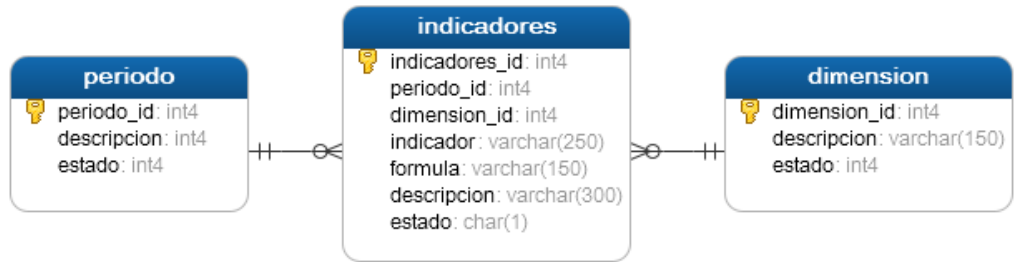 periodo
periodo_id: int4
descripcion: int4
estado: int4
indicadores
indicadores_id: int4
periodo_id: int4
dimension_id: int4
indicador: varchar(250)
formula: varchar(150)
descripcion: varchar(300)
estado: char(1)
dimension
dimension_id: int4
descripcion: varchar(150)
estado: int4